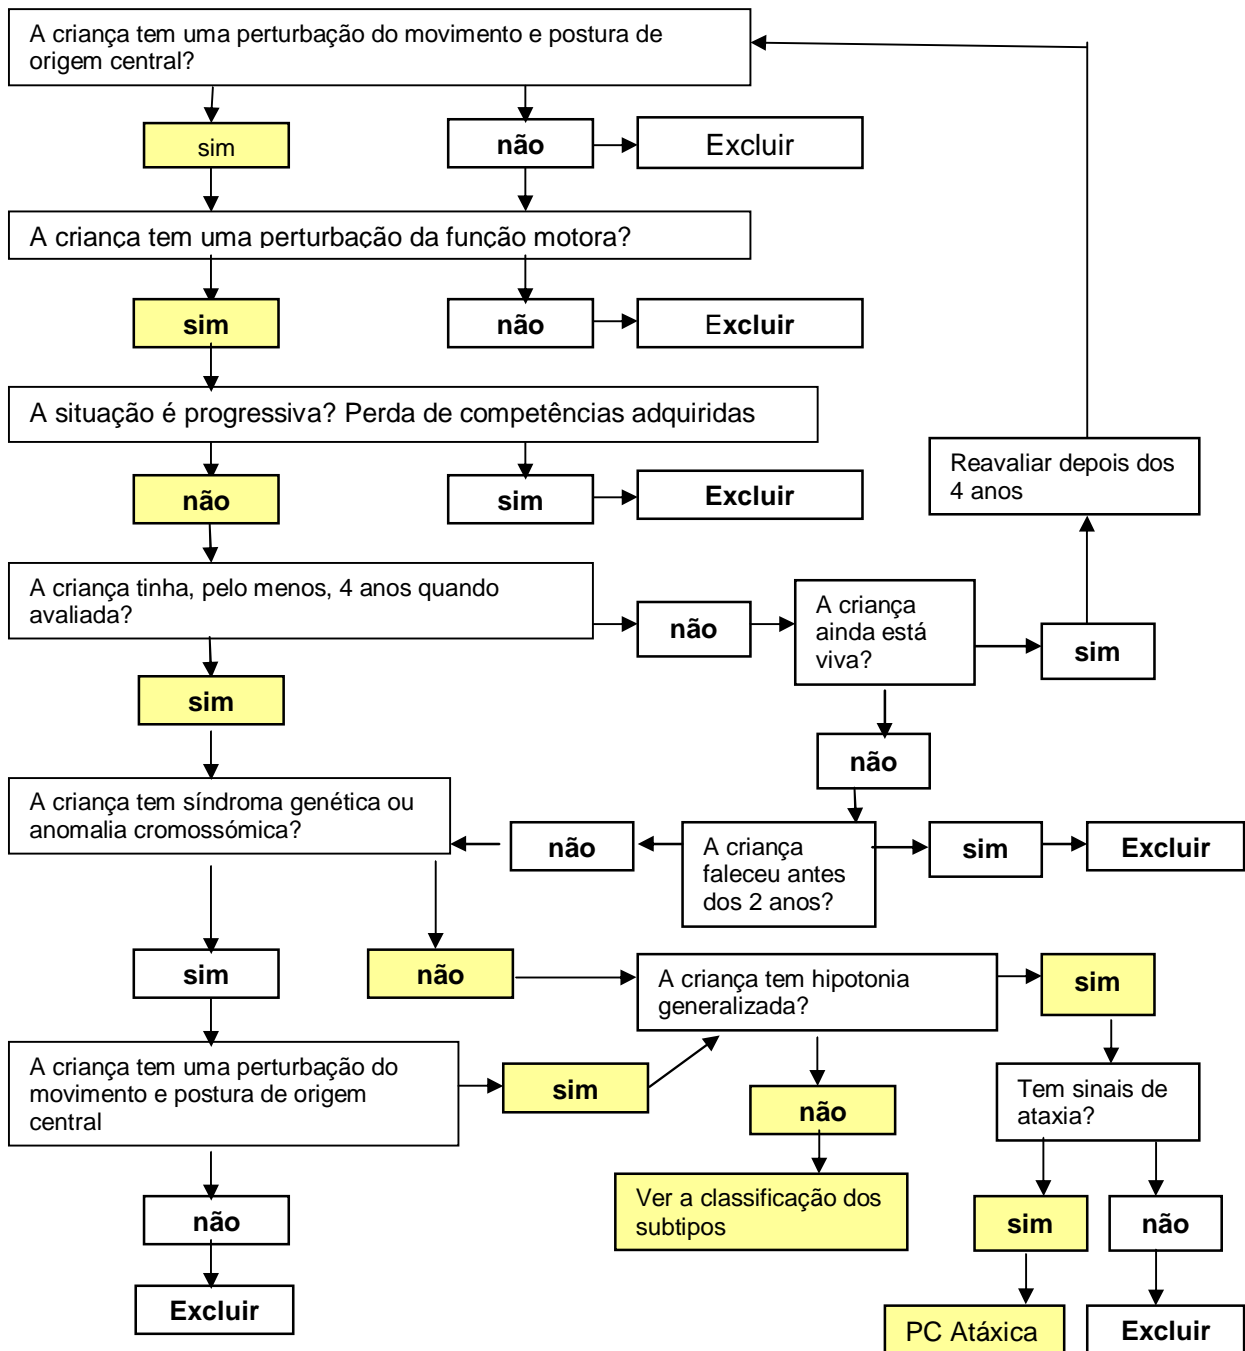 A criança tem uma perturbação do movimento e postura de
origem central?
sim
não
Excluir
A criança tem uma perturbação da função motora?
sim
não
Excluir
A situação é progressiva? Perda de competências adquiridas
não
sim
Excluir
Reavaliar depois dos
4 anos
A criança tinha, pelo menos, 4 anos quando
avaliada?
não
A criança
ainda está
viva?
sim
sim
não
A criança tem síndroma genética ou
anomalia cromossómica?
não
A criança
faleceu antes
dos 2 anos?
sim
Excluir
sim
não
A criança tem hipotonia
generalizada?
sim
A criança tem uma perturbação do
movimento e postura de origem
central
sim
não
Tem sinais de
ataxia?
não
Ver a classificação dos
subtipos
sim
não
Excluir
PC Atáxica
Excluir